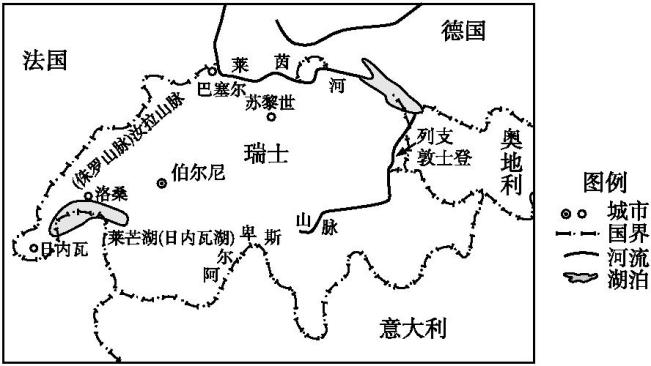 法国
德国
莱茵河
巴塞尔
苏黎世
(侏罗山脉)汝拉山脉
瑞士
列支
敦士登
奥地利
伯尔尼
洛桑
日内瓦
莱芒湖(日内瓦湖)
阿尔卑斯山脉
意大利
图例
城市
国界
河流
湖泊